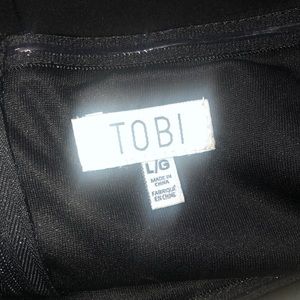 TOBI
L/G
MADE IN
CHINA
FABRIQUÉ
EN CHINE